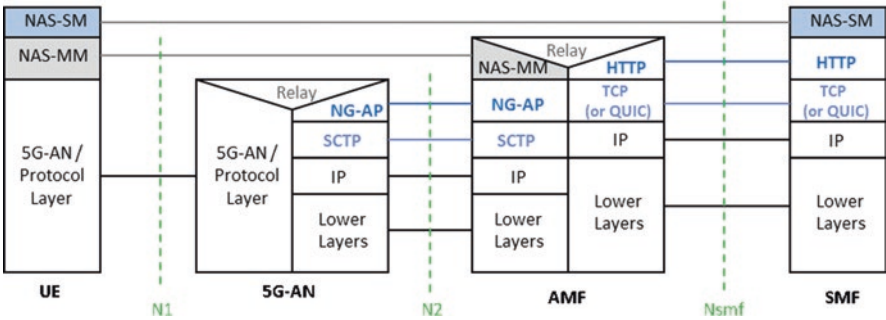 NAS-SM
NAS-MM
5G-AN /
Protocol
Layer
UE
N1
Relay
5G-AN /
Protocol
Layer
NG-AP
SCTP
IP
Lower
Layers
5G-AN
N2
Relay
NAS-MM
HTTP
NG-AP
TCP
(or QUIC)
SCTP
IP
IP
Lower
Layers
Lower
Layers
AMF
Nsmf
NAS-SM
HTTP
TCP
(or QUIC)
IP
Lower
Layers
SMF